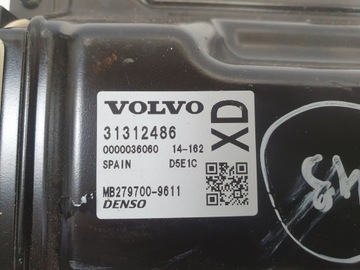 VOLVO
31312486
0000036060 14-162
SPAIN D5E1C
MB279700-9611
DENSO
XD